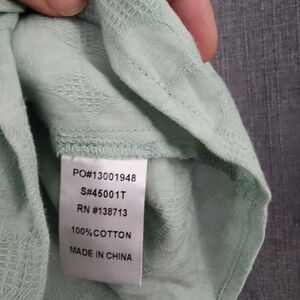 PO#13001948
S#45001T
RN #138713
100%COTTON
MADE IN CHINA